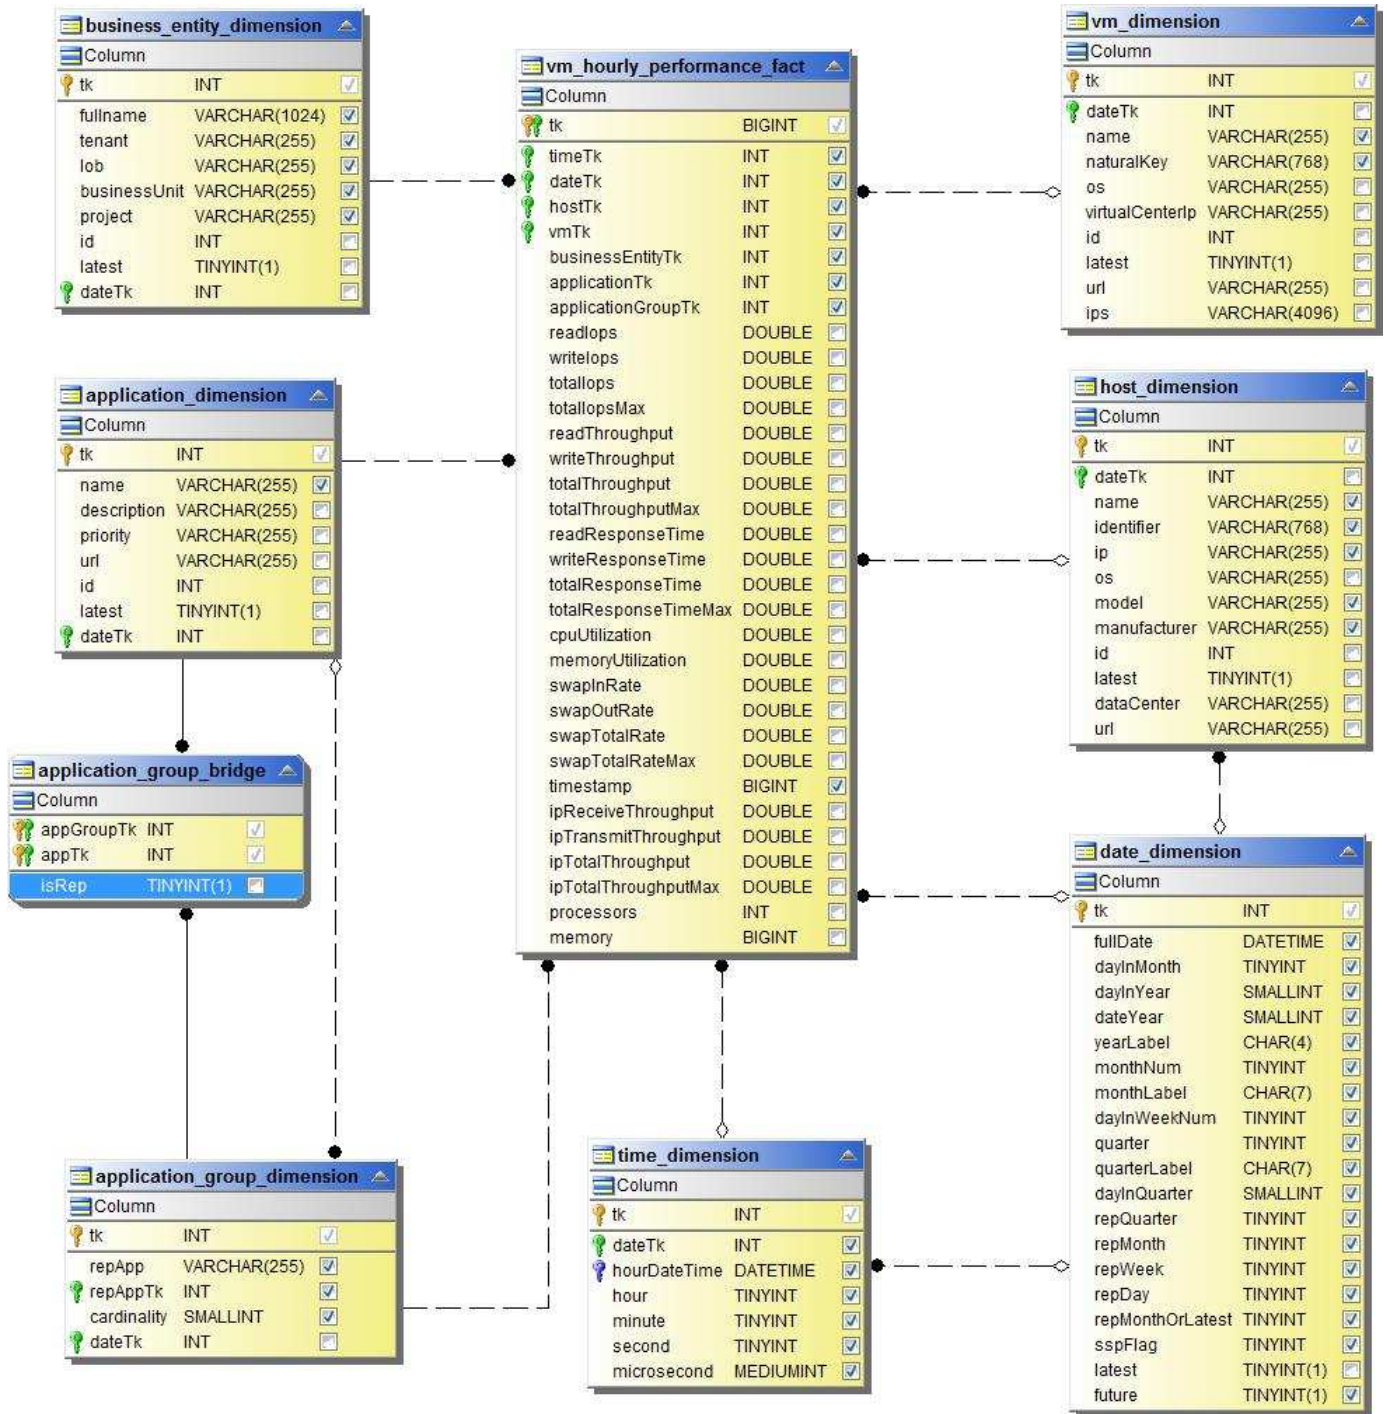 business_entity_dimension
Column
tk INT
fullname VARCHAR(1024)
tenant VARCHAR(255)
lob VARCHAR(255)
businessUnit VARCHAR(255)
project VARCHAR(255)
id INT
latest TINYINT(1)
dateTk INT
vm_hourly_performance_fact
Column
tk BIGINT
timeTk INT
dateTk INT
hostTk INT
vmTk INT
businessEntityTk INT
applicationTk INT
applicationGroupTk INT
readIops DOUBLE
writeIops DOUBLE
totalIops DOUBLE
totalIopsMax DOUBLE
readThroughput DOUBLE
writeThroughput DOUBLE
totalThroughput DOUBLE
totalThroughputMax DOUBLE
readResponseTime DOUBLE
writeResponseTime DOUBLE
totalResponseTime DOUBLE
totalResponseTimeMax DOUBLE
cpuUtilization DOUBLE
memoryUtilization DOUBLE
swapInRate DOUBLE
swapOutRate DOUBLE
swapTotalRate DOUBLE
swapTotalRateMax DOUBLE
timestamp BIGINT
ipReceiveThroughput DOUBLE
ipTransmitThroughput DOUBLE
ipTotalThroughput DOUBLE
ipTotalThroughputMax DOUBLE
processors INT
memory BIGINT
vm_dimension
Column
tk INT
dateTk INT
name VARCHAR(255)
naturalKey VARCHAR(768)
os VARCHAR(255)
virtualCenterIp VARCHAR(255)
id INT
latest TINYINT(1)
url VARCHAR(255)
ips VARCHAR(4096)
application_dimension
Column
tk INT
name VARCHAR(255)
description VARCHAR(255)
priority VARCHAR(255)
url VARCHAR(255)
id INT
latest TINYINT(1)
dateTk INT
host_dimension
Column
tk INT
dateTk INT
name VARCHAR(255)
identifier VARCHAR(768)
ip VARCHAR(255)
os VARCHAR(255)
model VARCHAR(255)
manufacturer VARCHAR(255)
id INT
latest TINYINT(1)
dataCenter VARCHAR(255)
url VARCHAR(255)
application_group_bridge
Column
appGroupTk INT
appTk INT
isRep TINYINT(1)
date_dimension
Column
tk INT
fullDate DATETIME
dayInMonth TINYINT
dayInYear SMALLINT
dateYear SMALLINT
yearLabel CHAR(4)
monthNum TINYINT
monthLabel CHAR(7)
dayInWeekNum TINYINT
quarter TINYINT
quarterLabel CHAR(7)
dayInQuarter SMALLINT
repQuarter TINYINT
repMonth TINYINT
repWeek TINYINT
repDay TINYINT
repMonthOrLatest TINYINT
sspFlag TINYINT
latest TINYINT(1)
future TINYINT(1)
application_group_dimension
Column
tk INT
repApp VARCHAR(255)
repAppTk INT
cardinality SMALLINT
dateTk INT
time_dimension
Column
tk INT
dateTk INT
hourDateTime DATETIME
hour TINYINT
minute TINYINT
second TINYINT
microsecond MEDIUMINT